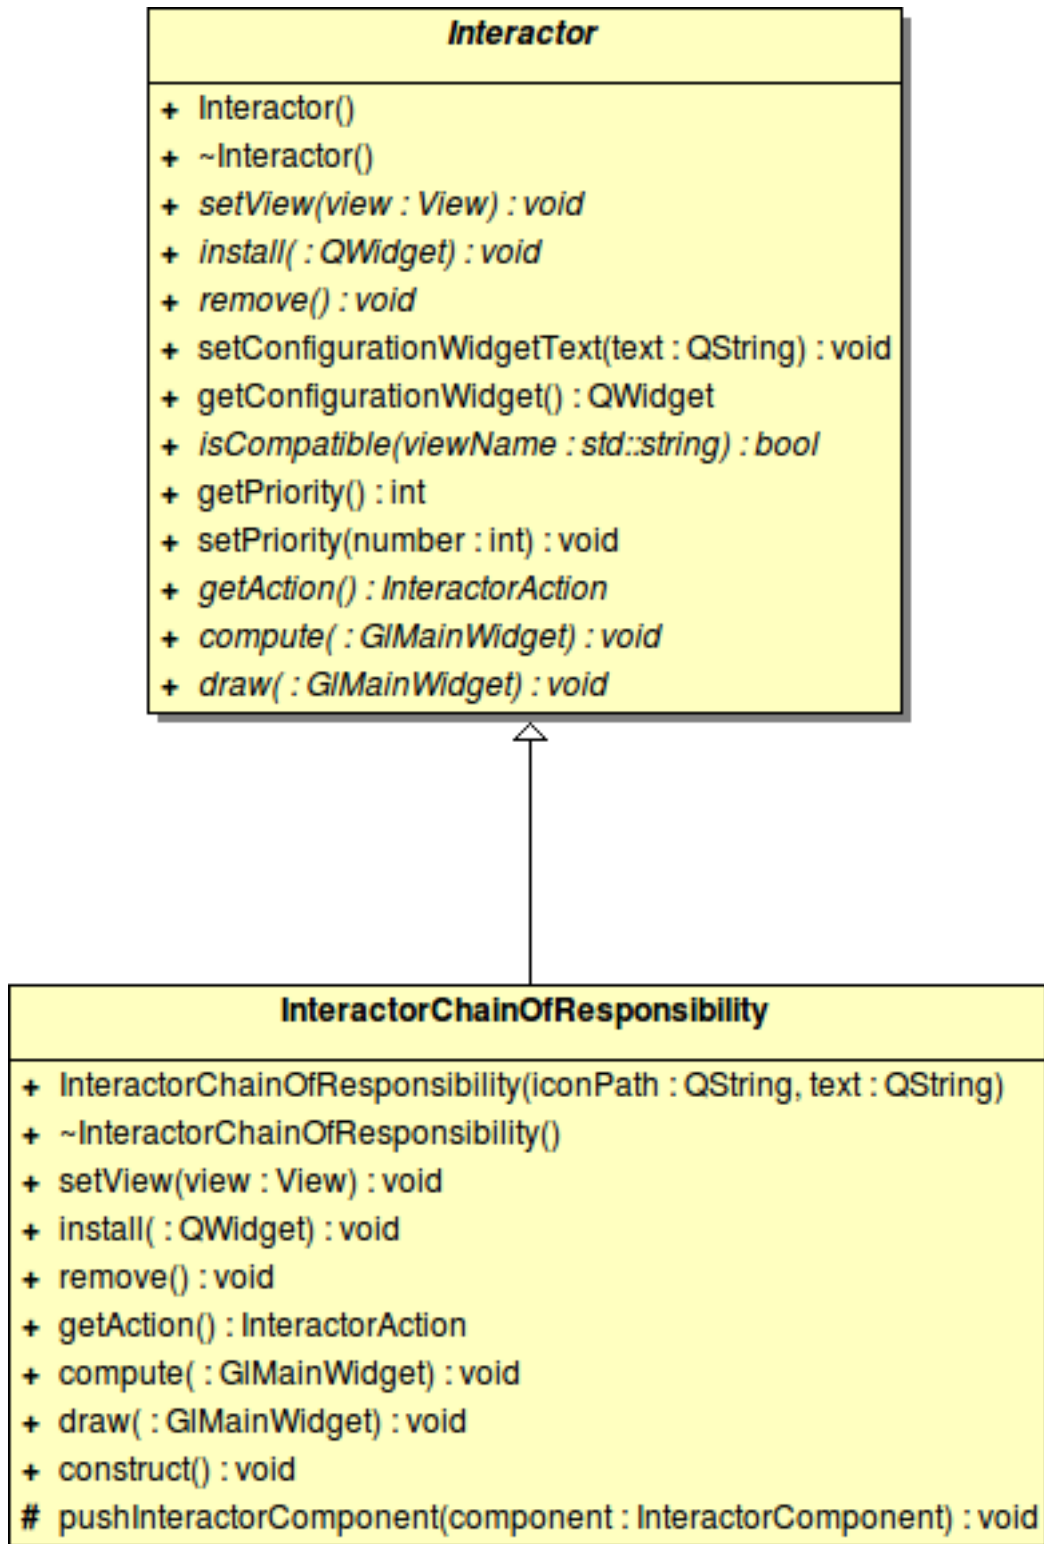 Interactor
+ Interactor()
+ ~Interactor()
+ setView(view : View) : void
+ install( : QWidget) : void
+ remove() : void
+ setConfigurationWidgetText(text : QString) : void
+ getConfigurationWidget() : QWidget
+ isCompatible(viewName : std::string) : bool
+ getPriority() : int
+ setPriority(number : int) : void
+ getAction() : InteractorAction
+ compute( : GlMainWidget) : void
+ draw( : GlMainWidget) : void
InteractorChainOfResponsibility
+ InteractorChainOfResponsibility(iconPath : QString, text : QString)
+ ~InteractorChainOfResponsibility()
+ setView(view : View) : void
+ install( : QWidget) : void
+ remove() : void
+ getAction() : InteractorAction
+ compute( : GlMainWidget) : void
+ draw( : GlMainWidget) : void
+ construct() : void
# pushInteractorComponent(component : InteractorComponent) : void